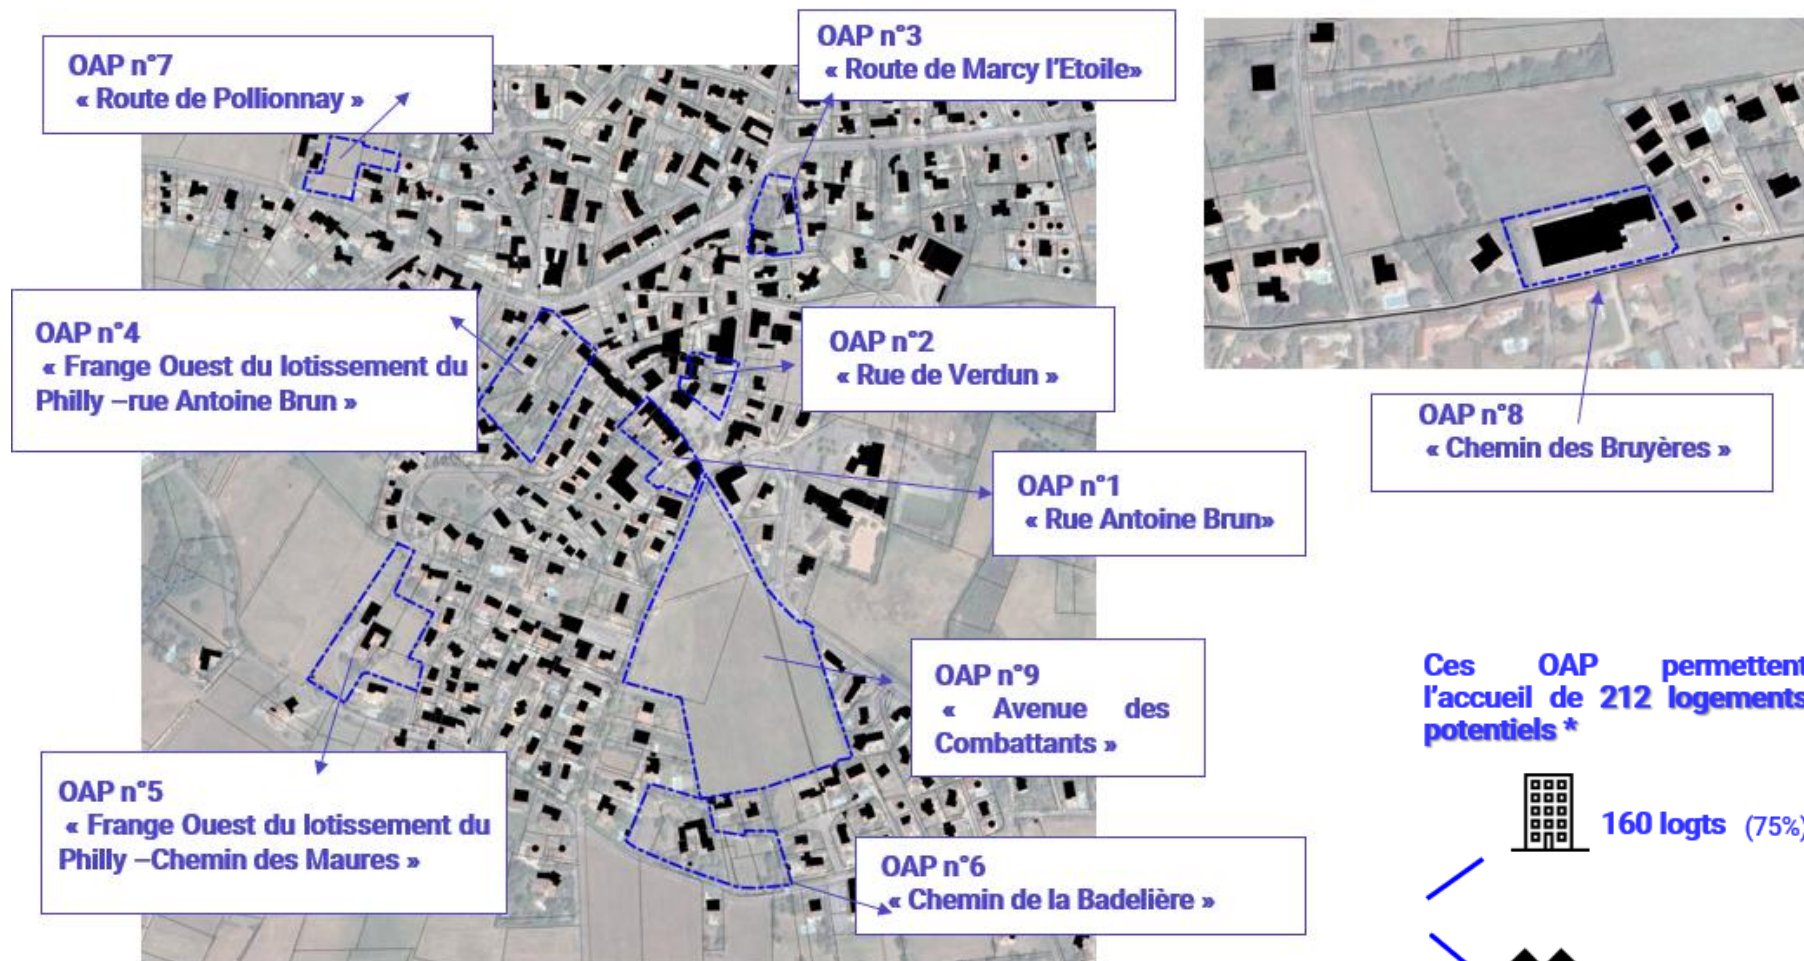 OAP n°7
« Route de Pollionnay »
OAP n°3
« Route de Marcy l'Etoile»
OAP n°4
« Frange Ouest du lotissement du
Philly –rue Antoine Brun »
OAP n°2
« Rue de Verdun »
OAP n°8
« Chemin des Bruyères »
OAP n°1
« Rue Antoine Brun»
OAP n°9
« Avenue des
Combattants »
OAP n°5
« Frange Ouest du lotissement du
Philly –Chemin des Maures »
OAP n°6
« Chemin de la Badelière »
Ces OAP permettent
l'accueil de 212 logements
potentiels *
160 logts (75%)